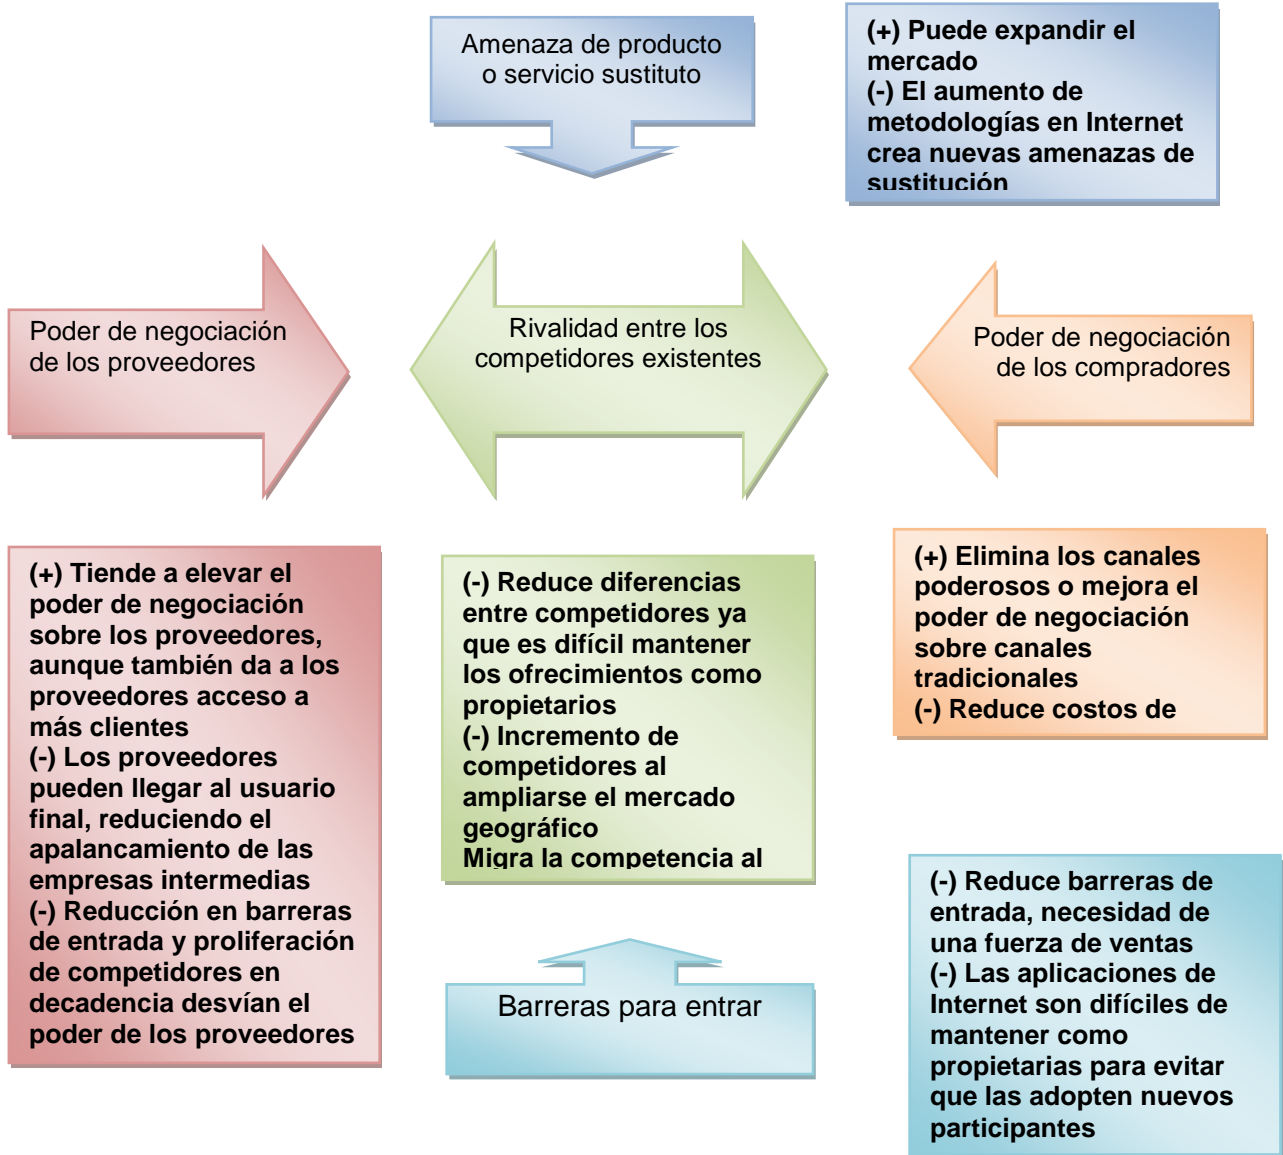 Amenaza de producto
o servicio sustituto
(+) Puede expandir el
mercado
(-) El aumento de
metodologías en Internet
crea nuevas amenazas de
sustitución
Poder de negociación
de los proveedores
Rivalidad entre los
competidores existentes
Poder de negociación
de los compradores
(+) Tiende a elevar el
poder de negociación
sobre los proveedores,
aunque también da a los
proveedores acceso a
más clientes
(-) Los proveedores
pueden llegar al usuario
final, reduciendo el
apalancamiento de las
empresas intermedias
(-) Reducción en barreras
de entrada y proliferación
de competidores en
decadencia desvían el
poder de los proveedores
(-) Reduce diferencias
entre competidores ya
que es difícil mantener
los ofrecimientos como
propietarios
(-) Incremento de
competidores al
ampliarse el mercado
geográfico
Migra la competencia al
(+) Elimina los canales
poderosos o mejora el
poder de negociación
sobre canales
tradicionales
(-) Reduce costos de
Barreras para entrar
(-) Reduce barreras de
entrada, necesidad de
una fuerza de ventas
(-) Las aplicaciones de
Internet son difíciles de
mantener como
propietarias para evitar
que las adopten nuevos
participantes